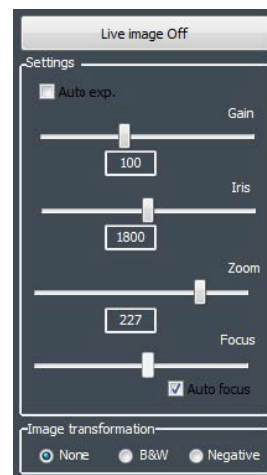 Live image Off
Settings
Auto exp.
Gain
100
Iris
1800
Zoom
227
Focus
Auto focus
Image transformation
None B&W Negative